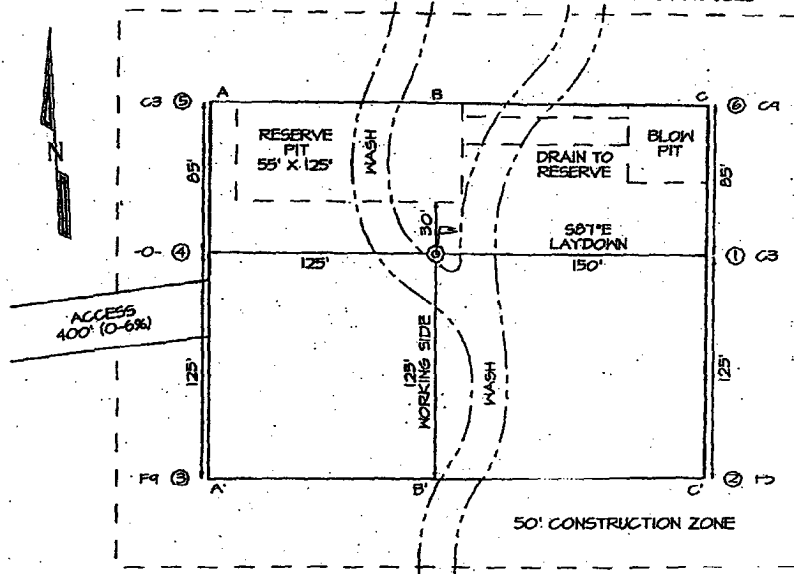 A
B
C
C3 ⑤
⑥ C9
N
85'
RESERVE
PIT
55' X 125'
WASH
DRAIN TO
RESERVE
BLOW
PIT
85'
30'
-0- ④
125'
S87°E
LAYDOWN
150'
① C3
ACCESS
400' (0-6%)
125'
125'
WORKING SIDE
WASH
125'
F9 ③
A'
B'
C'
②
50' CONSTRUCTION ZONE